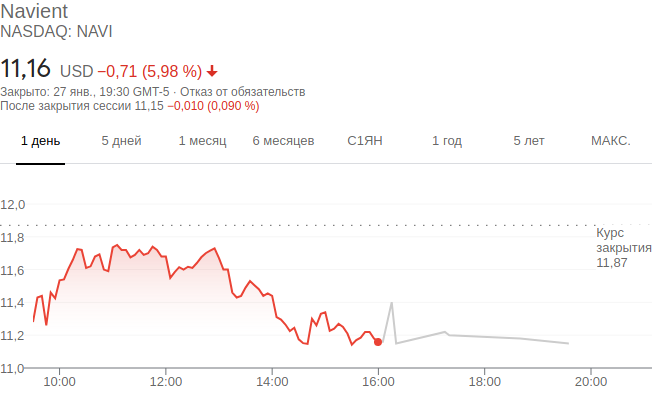 Navient
NASDAQ: NAVI
11,16 USD −0,71 (5,98 %)
Закрыто: 27 янв., 19:30 GMT-5 · Отказ от обязательств
После закрытия сессии 11,15 −0,010 (0,090 %)
1 день 5 дней 1 месяц 6 месяцев С1ЯН 1 год 5 лет МАКС.
12,0
11,8
11,6
11,4
11,2
11,0
Курс
закрытия
11,87
10:00 12:00 14:00 16:00 18:00 20:00